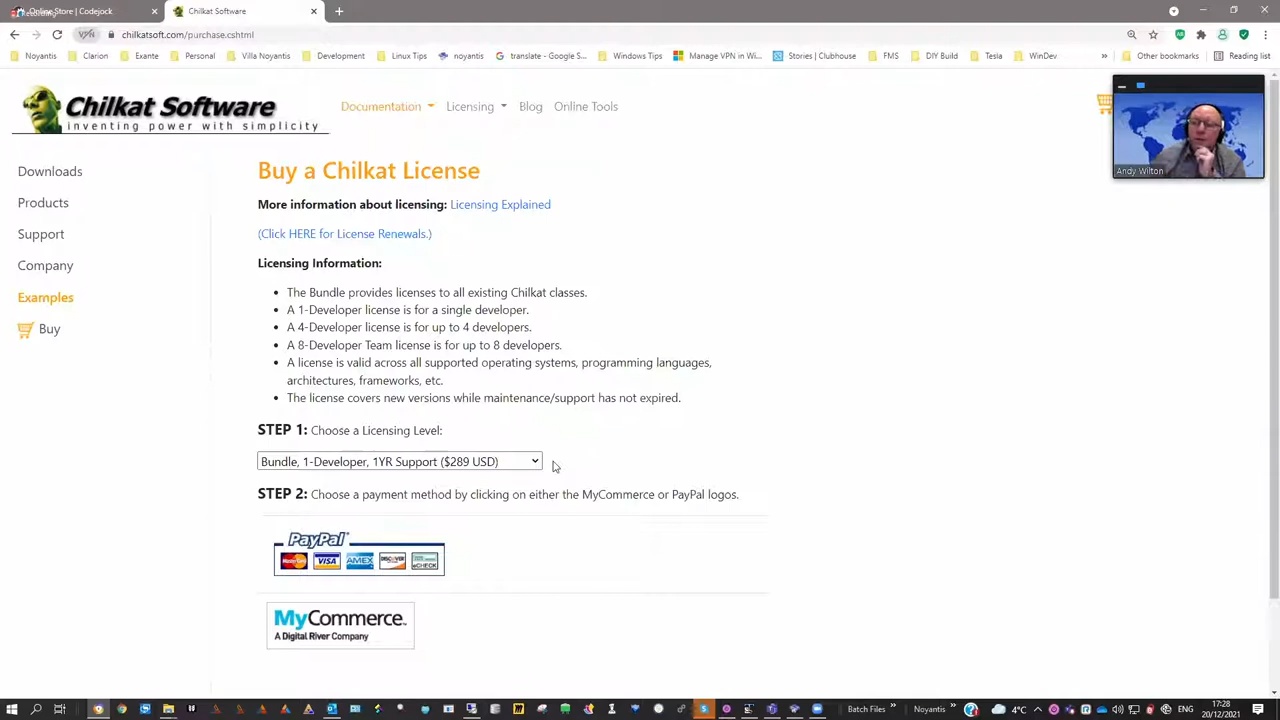 Online Store | Codejock
Chilkat Software
chilkatsoft.com/purchase.cshtml
Noyantis
Clarion
Exante
Personal
Villa Noyantis
Development
Linux Tips
noyantis
translate - Google S...
Windows Tips
Manage VPN in Wi...
Stories | Clubhouse
FMS
DIY Build
Tesla
WinDev
Other bookmarks
Reading list
Chilkat Software
inventing power with simplicity
Documentation
Licensing
Blog
Online Tools
Andy Wilton
Downloads
Products
Support
Company
Examples
Buy
Buy a Chilkat License
More information about licensing: Licensing Explained
(Click HERE for License Renewals.)
Licensing Information:
• The Bundle provides licenses to all existing Chilkat classes.
• A 1-Developer license is for a single developer.
• A 4-Developer license is for up to 4 developers.
• A 8-Developer Team license is for up to 8 developers.
• A license is valid across all supported operating systems, programming languages,
architectures, frameworks, etc.
• The license covers new versions while maintenance/support has not expired.
STEP 1: Choose a Licensing Level:
Bundle, 1-Developer, 1YR Support ($289 USD)
STEP 2: Choose a payment method by clicking on either the MyCommerce or PayPal logos.
PayPal
MasterCard VISA AMEX DISCOVER eCHECK
MyCommerce
A Digital River Company
Batch Files
Noyantis
4°C
ENG
17:28
20/12/2021